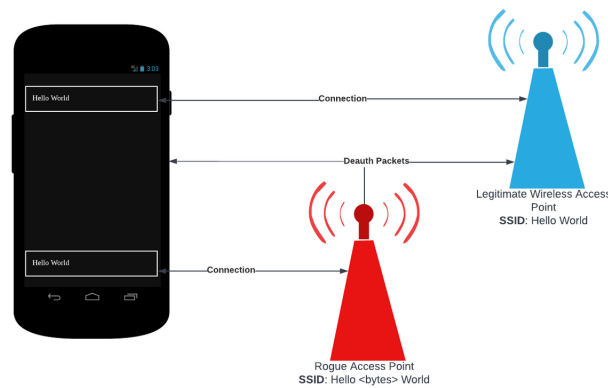 3:03
Hello World
Connection
Deauth Packets
Legitimate Wireless Access
Point
SSID: Hello World
Hello World
Connection
Rogue Access Point
SSID: Hello <bytes> World